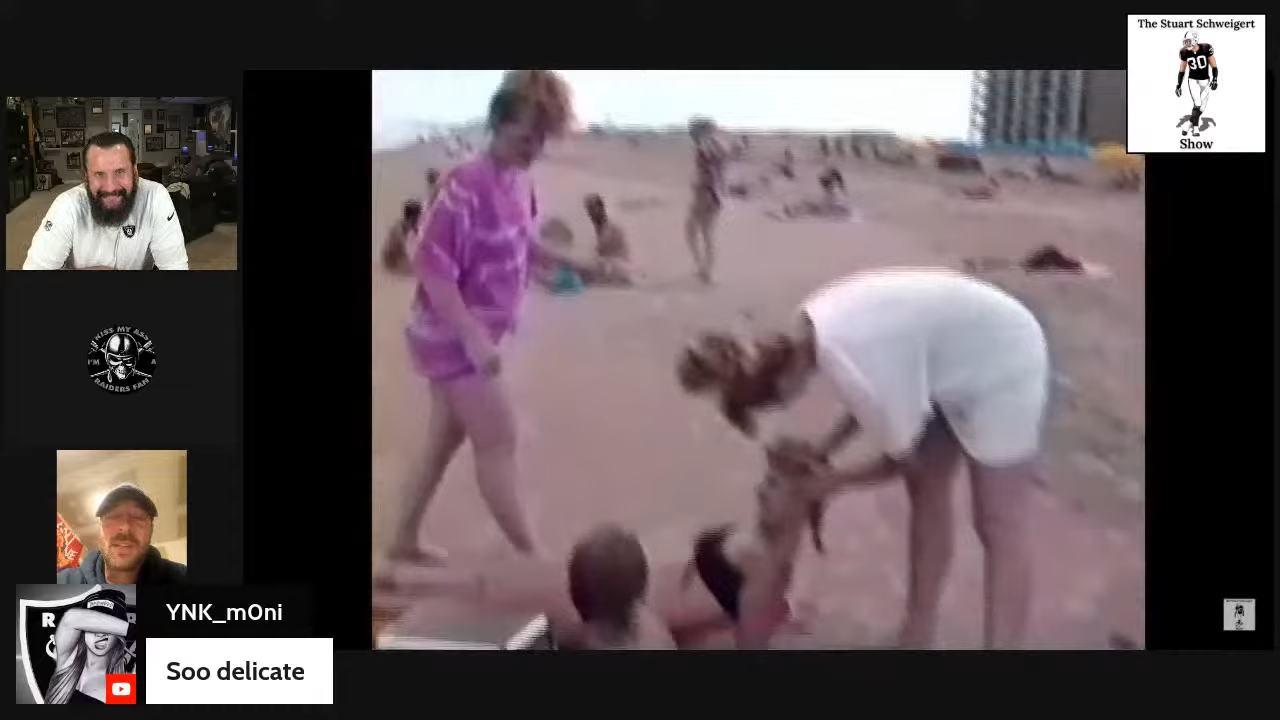 The Stuart Schweigert
30
Show
KISS MY ASS
I'M A
RAIDERS FAN
YNK_m0ni
Soo delicate